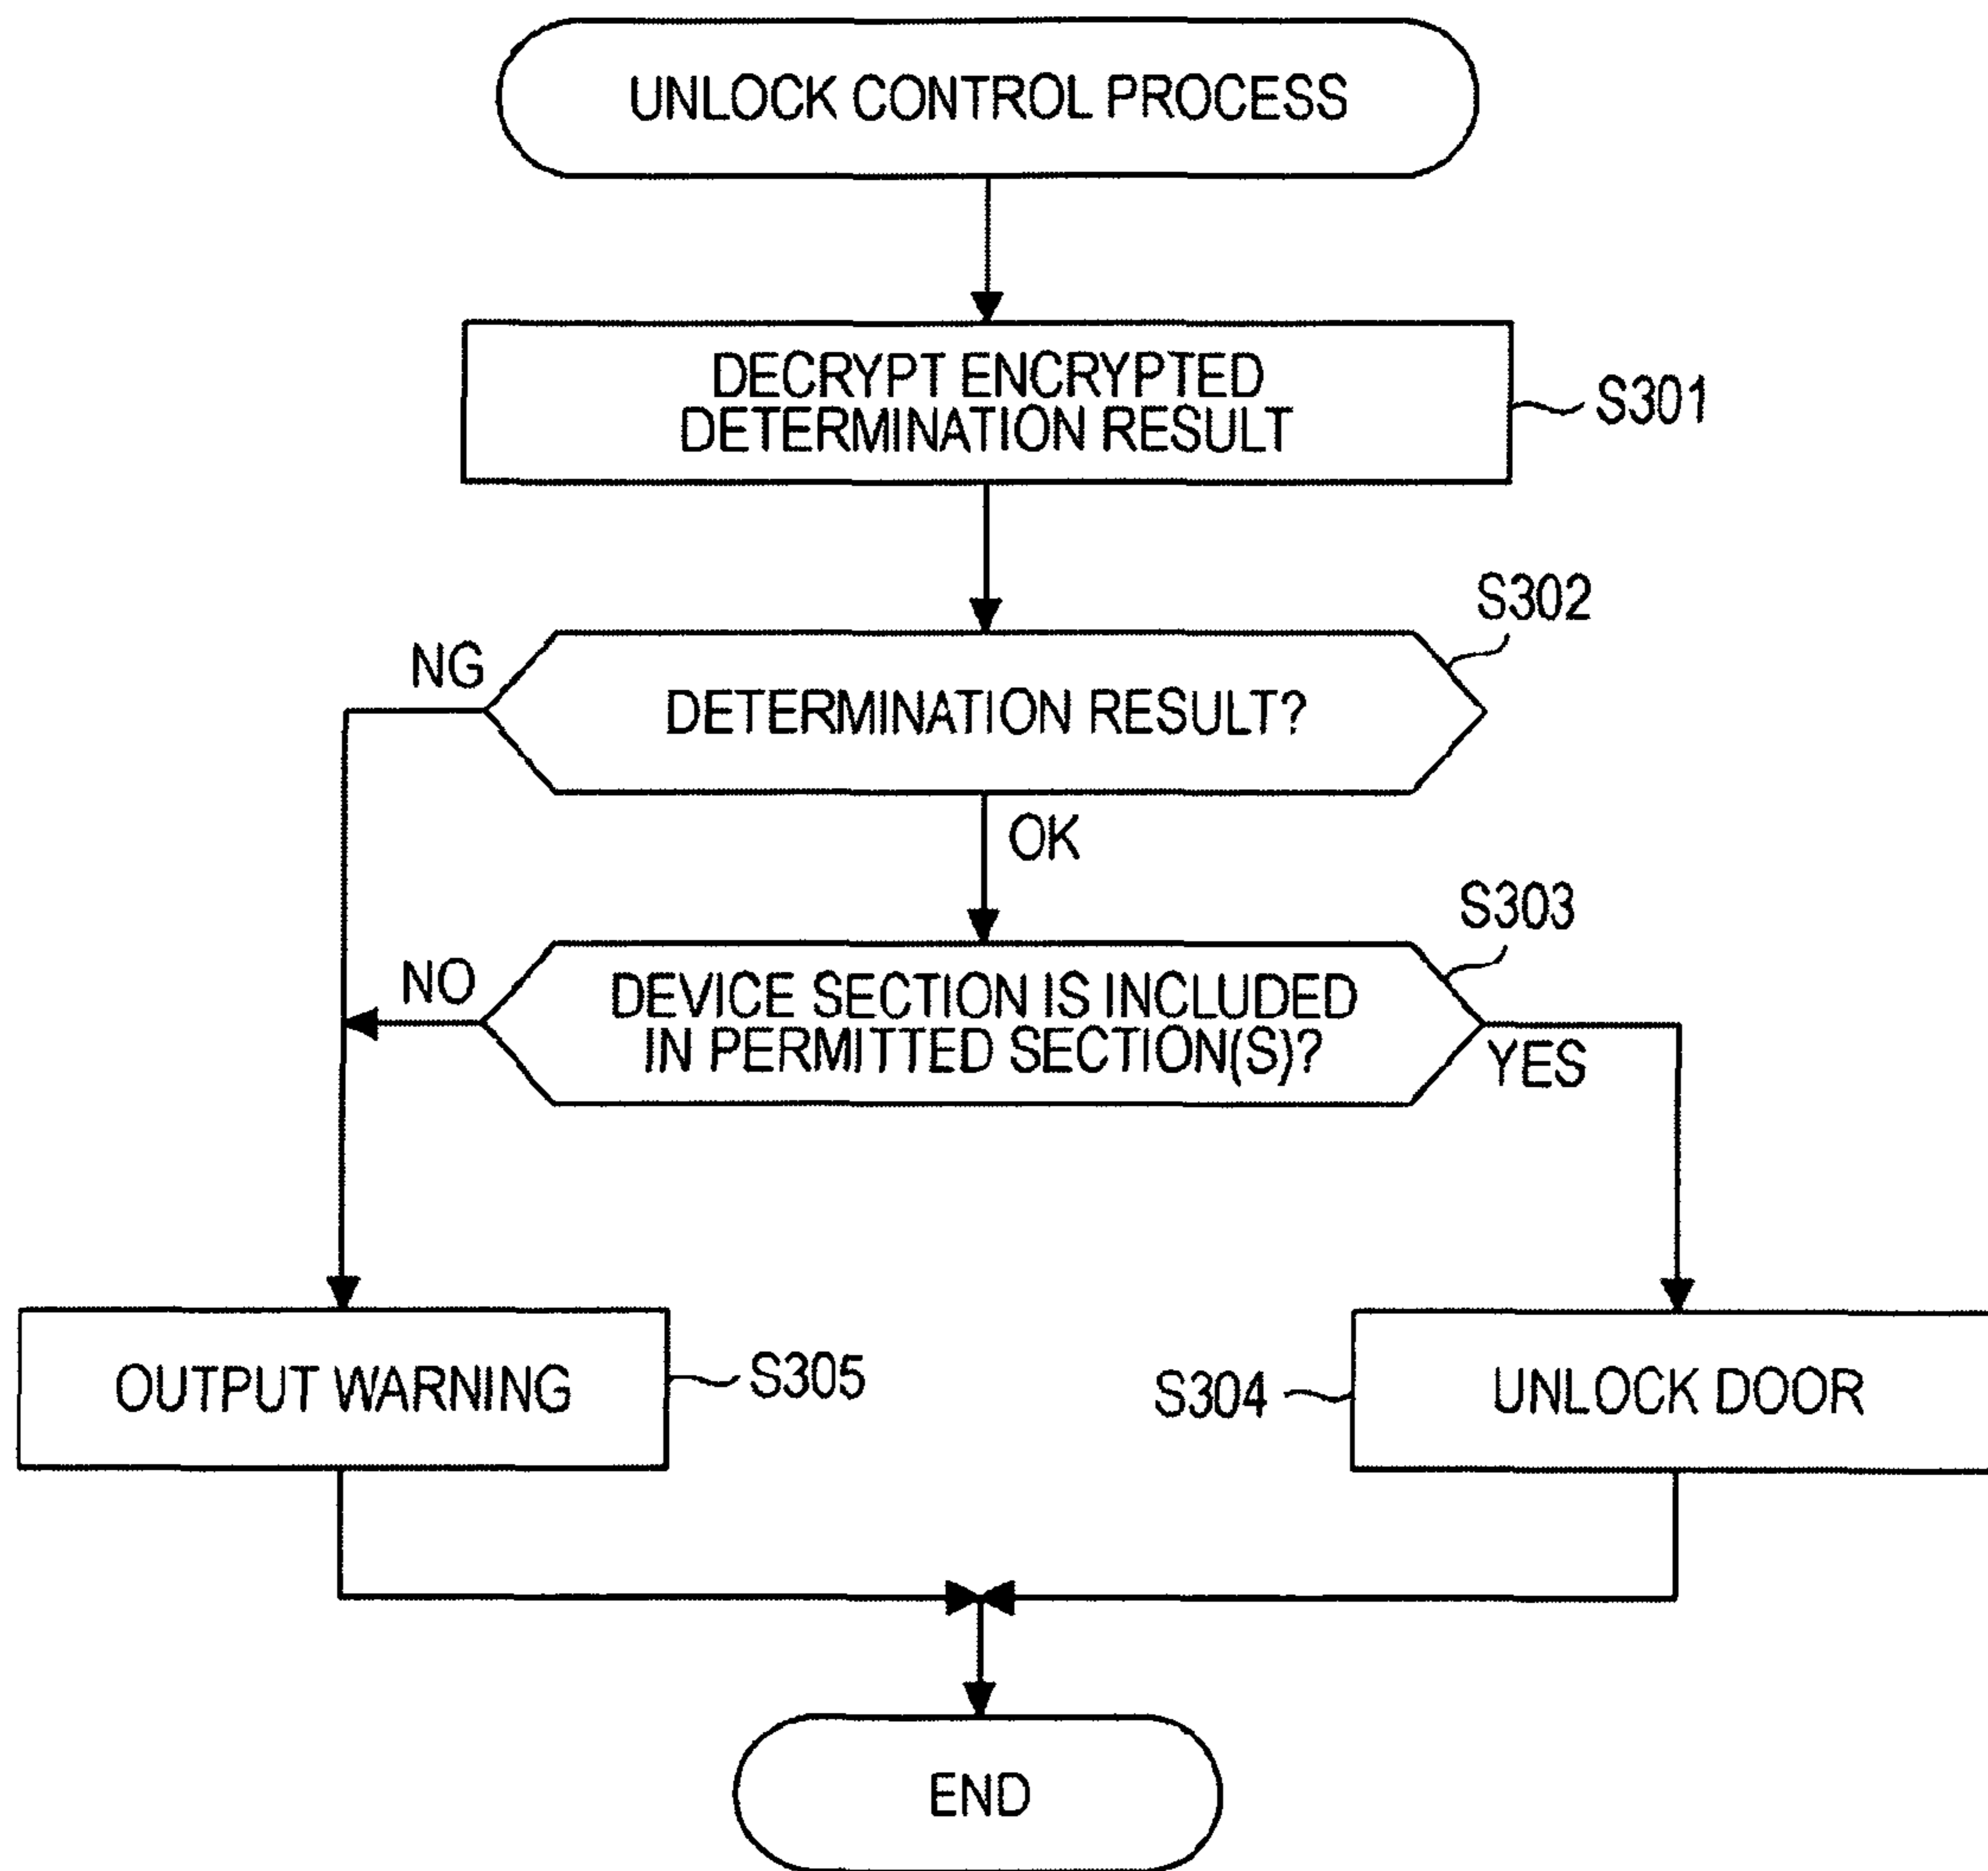 UNLOCK CONTROL PROCESS
DECRYPT ENCRYPTED
DETERMINATION RESULT
S301
S302
NG
DETERMINATION RESULT?
OK
S303
NO
DEVICE SECTION IS INCLUDED
IN PERMITTED SECTION(S)?
YES
OUTPUT WARNING
S305
S304
UNLOCK DOOR
END